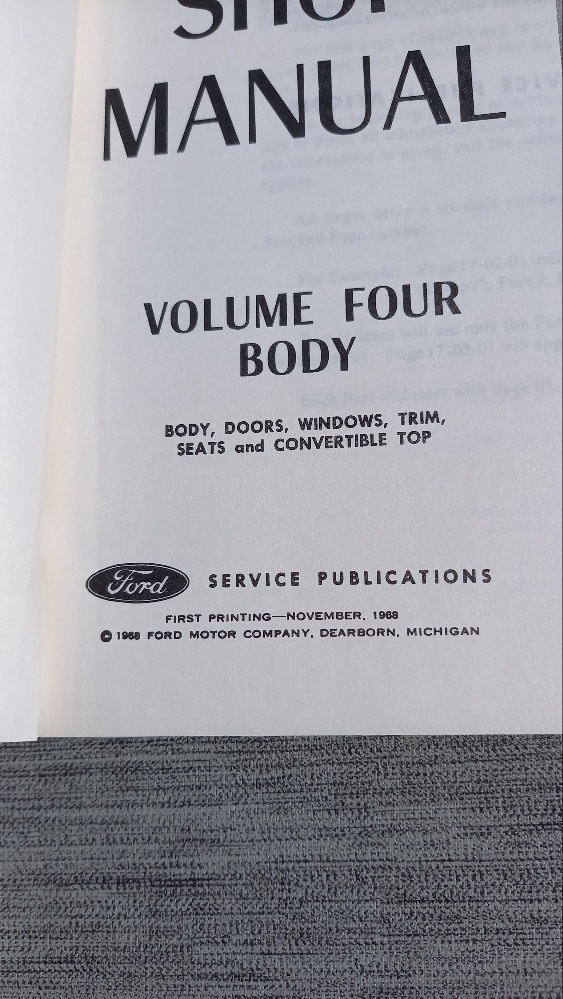 SHOP
MANUAL
VOLUME FOUR
BODY
BODY, DOORS, WINDOWS, TRIM,
SEATS and CONVERTIBLE TOP
Ford SERVICE PUBLICATIONS
FIRST PRINTING—NOVEMBER, 1968
© 1968 FORD MOTOR COMPANY, DEARBORN, MICHIGAN